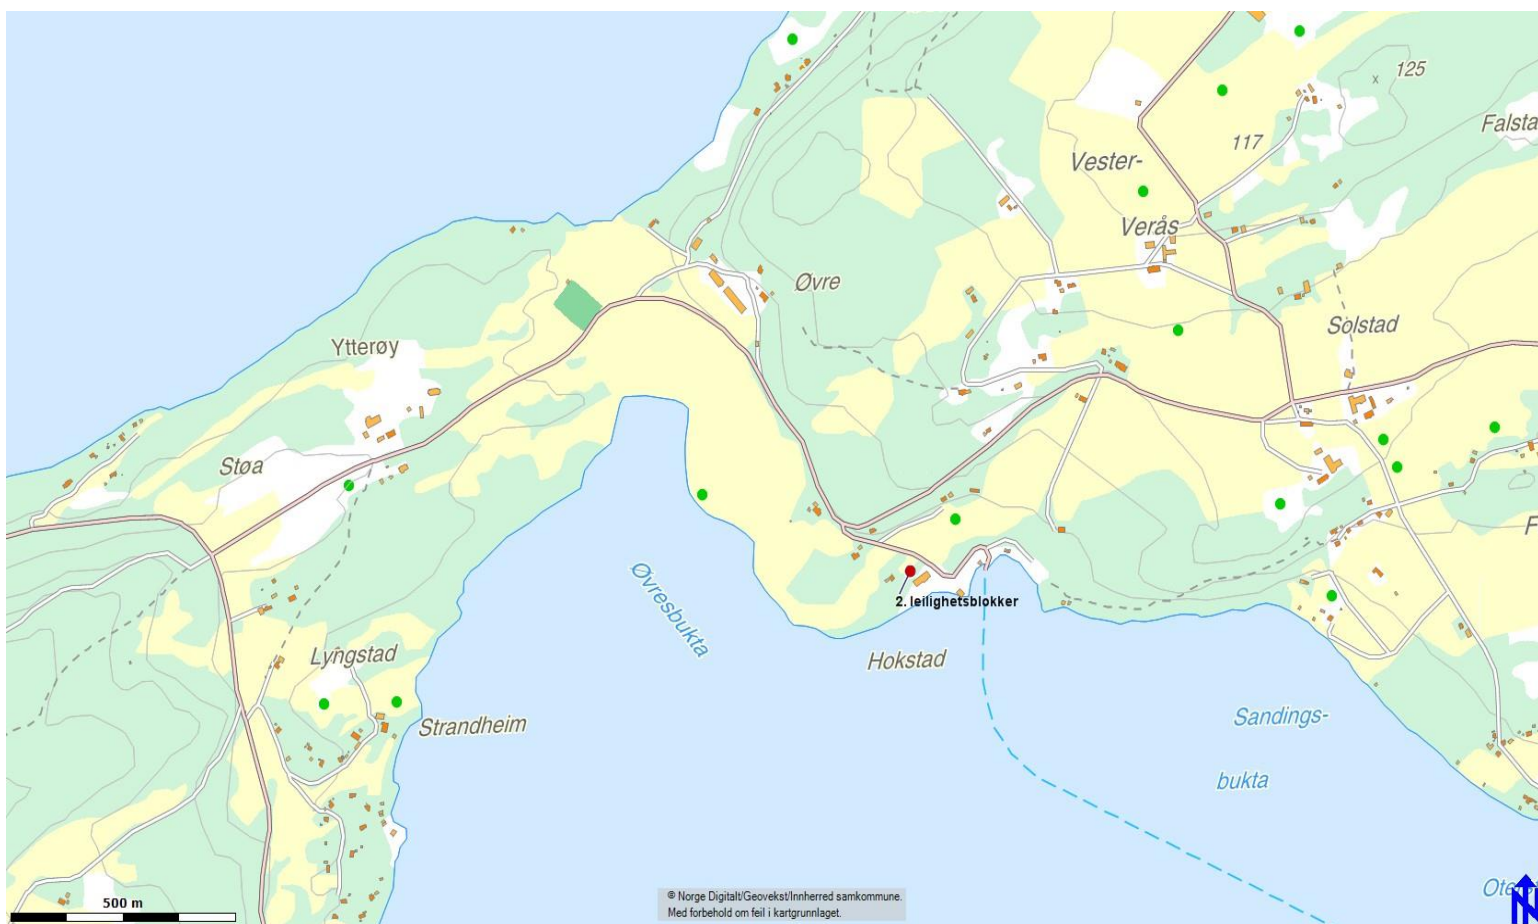 125
117
Falsta
Vester-
Verås
Øvre
Solstad
Ytterøy
Støa
F
Øvresbukta
2. leilighetsblokker
Hokstad
Lyngstad
Strandheim
Sandings-
bukta
500 m
© Norge Digitalt/Geovekst/Innherred samkommune.
Med forbehold om feil i kartgrunnlaget.